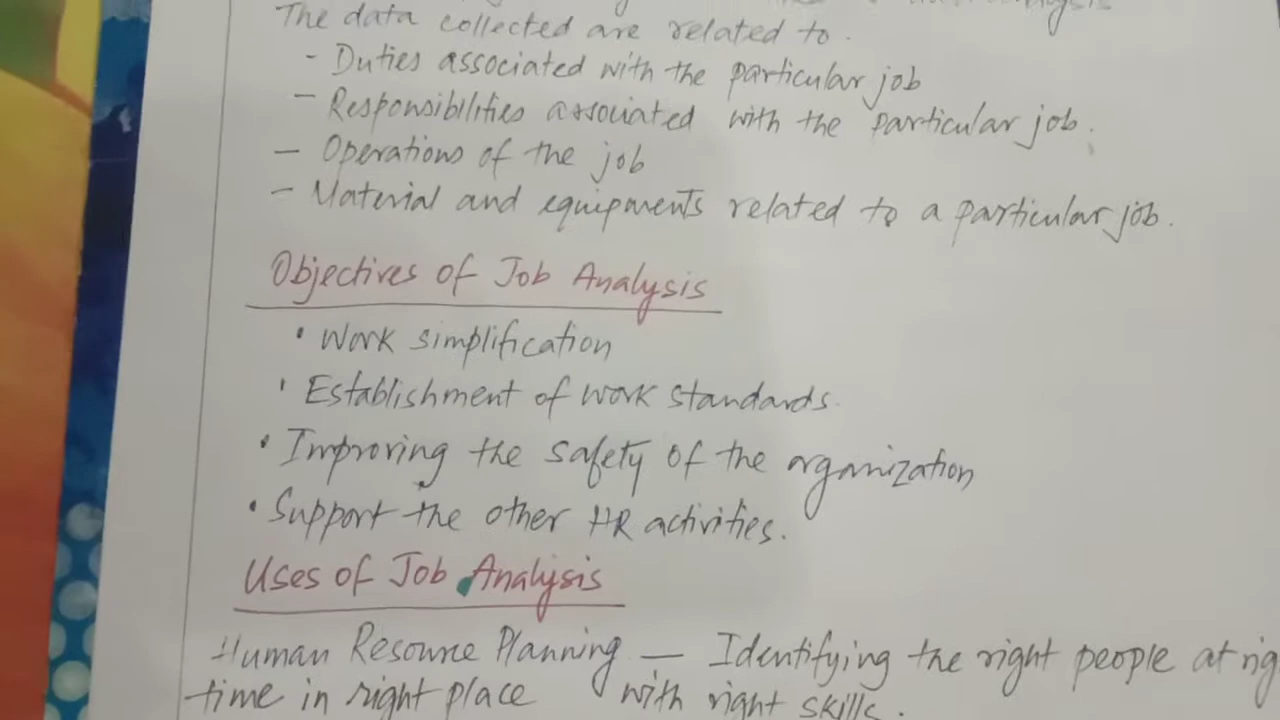 The data collected are related to.
- Duties associated with the particular job
- Responsibilities associated with the particular job.
- Operations of the job
- Material and equipments related to a particular job.
Objectives of Job Analysis
• Work simplification
• Establishment of work standards.
• Improving the safety of the organization
• Support the other HR activities.
Uses of Job Analysis
Human Resource Planning — Identifying the right people at rig
time in right place with right skills.